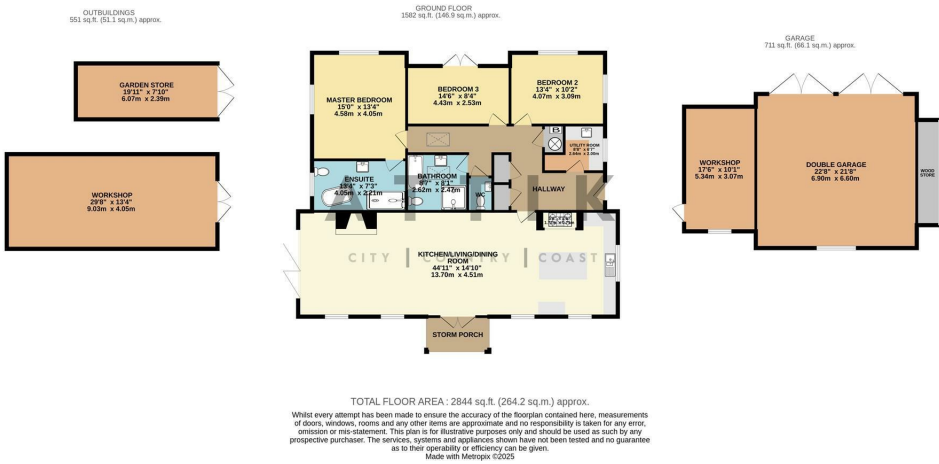 OUTBUILDINGS
551 sq.ft. (51.1 sq.m.) approx.
GROUND FLOOR
1582 sq.ft. (146.9 sq.m.) approx.
GARAGE
711 sq.ft. (66.1 sq.m.) approx.
GARDEN STORE
19'11" x 7'10"
6.07m x 2.39m
WORKSHOP
29'8" x 13'4"
9.03m x 4.05m
MASTER BEDROOM
15'0" x 13'4"
4.58m x 4.05m
BEDROOM 3
14'6" x 8'4"
4.43m x 2.53m
BEDROOM 2
13'4" x 10'2"
4.07m x 3.09m
B
UTILITY ROOM
ENSUITE
13'4" x 7'3"
4.05m x 2.21m
BATHROOM
8'7" x 8'1"
2.62m x 2.47m
WC
HALLWAY
ATTIK
CITY | COUNTRY | COAST
KITCHEN/LIVING/DINING
ROOM
44'11" x 14'10"
13.70m x 4.51m
STORM PORCH
WORKSHOP
17'6" x 10'1"
5.34m x 3.07m
DOUBLE GARAGE
22'8" x 21'8"
6.90m x 6.60m
WOOD
STORE
TOTAL FLOOR AREA : 2844 sq.ft. (264.2 sq.m.) approx.
Whilst every attempt has been made to ensure the accuracy of the floorplan contained here, measurements
of doors, windows, rooms and any other items are approximate and no responsibility is taken for any error,
omission or mis-statement. This plan is for illustrative purposes only and should be used as such by any
prospective purchaser. The services, systems and appliances shown have not been tested and no guarantee
as to their operability or efficiency can be given.
Made with Metropix ©2025